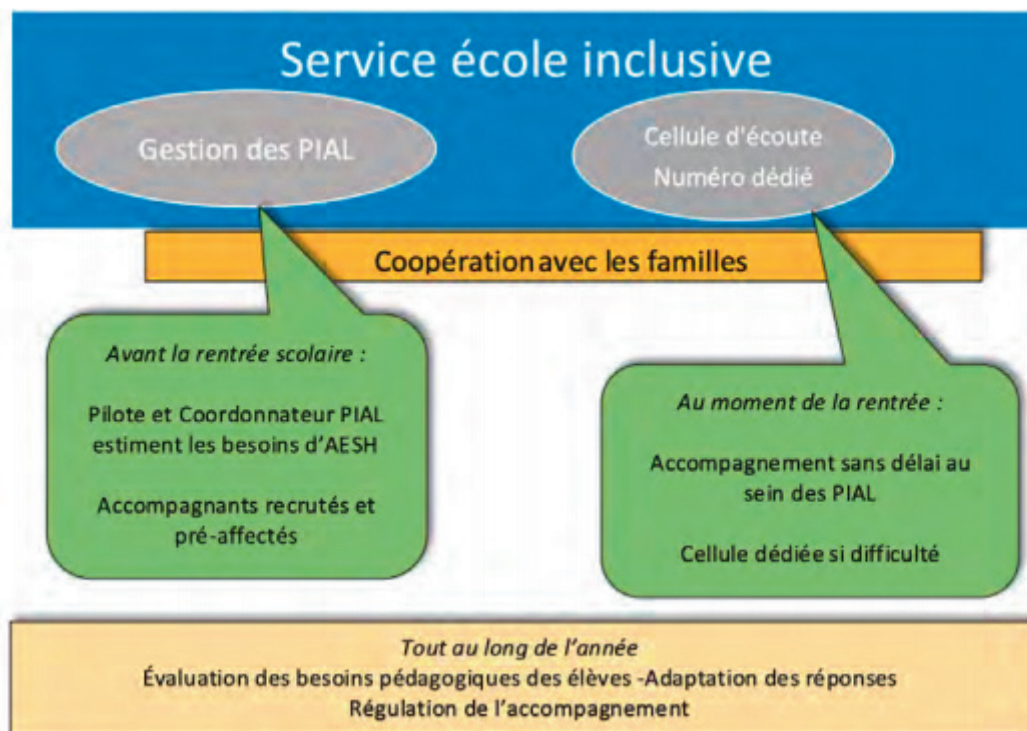 Service école inclusive
Gestion des PIAL
Cellule d'écoute
Numéro dédié
Coopération avec les familles
Avant la rentrée scolaire :
Pilote et Coordonnateur PIAL
estiment les besoins d'AESH
Accompagnants recrutés et
pré-affectés
Au moment de la rentrée :
Accompagnement sans délai au
sein des PIAL
Cellule dédiée si difficulté
Tout au long de l'année
Évaluation des besoins pédagogiques des élèves -Adaptation des réponses
Régulation de l'accompagnement